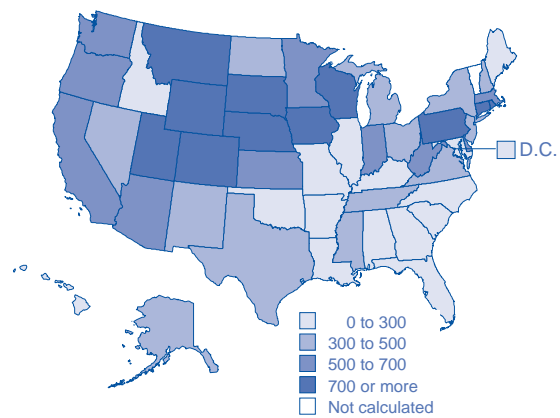 D.C.
0 to 300
300 to 500
500 to 700
700 or more
Not calculated